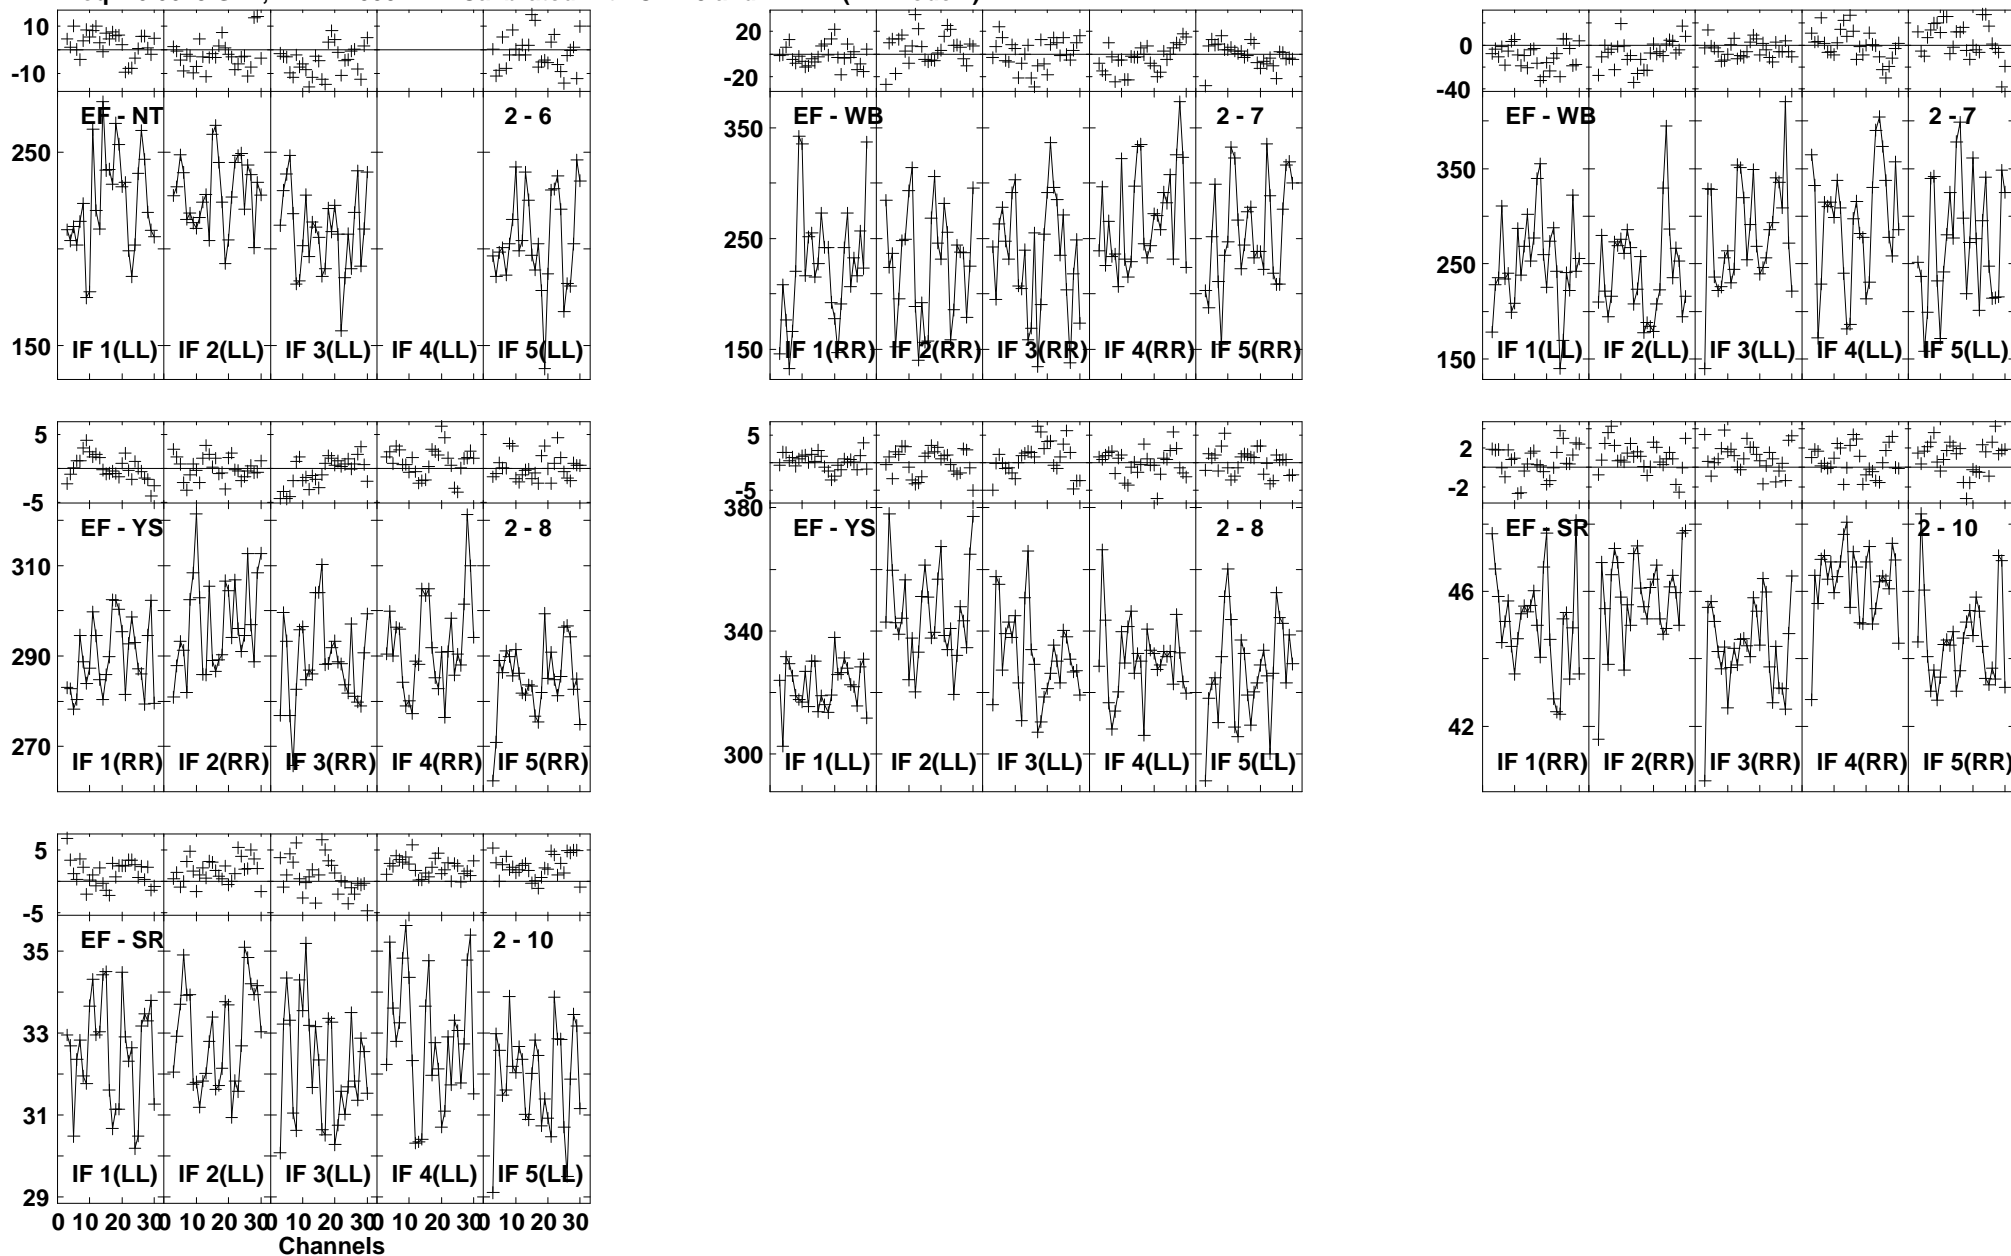 10
-10
EF - NT
2 - 6
250
150
IF 1(LL) IF 2(LL) IF 3(LL) IF 4(LL) IF 5(LL)
20
-20
EF - WB
2 - 7
350
250
150
IF 1(RR) IF 2(RR) IF 3(RR) IF 4(RR) IF 5(RR)
0
-40
EF - WB
2 - 7
350
250
150
IF 1(LL) IF 2(LL) IF 3(LL) IF 4(LL) IF 5(LL)
5
-5
EF - YS
2 - 8
310
290
270
IF 1(RR) IF 2(RR) IF 3(RR) IF 4(RR) IF 5(RR)
5
-5
380
EF - YS
2 - 8
340
300
IF 1(LL) IF 2(LL) IF 3(LL) IF 4(LL) IF 5(LL)
2
-2
EF - SR
2 - 10
46
42
IF 1(RR) IF 2(RR) IF 3(RR) IF 4(RR) IF 5(RR)
5
-5
EF - SR
2 - 10
35
33
31
IF 1(LL) IF 2(LL) IF 3(LL) IF 4(LL) IF 5(LL)
29
0 10 20 30 0 10 20 30 0 10 20 30 0 10 20 30 0 10 20 30
Channels